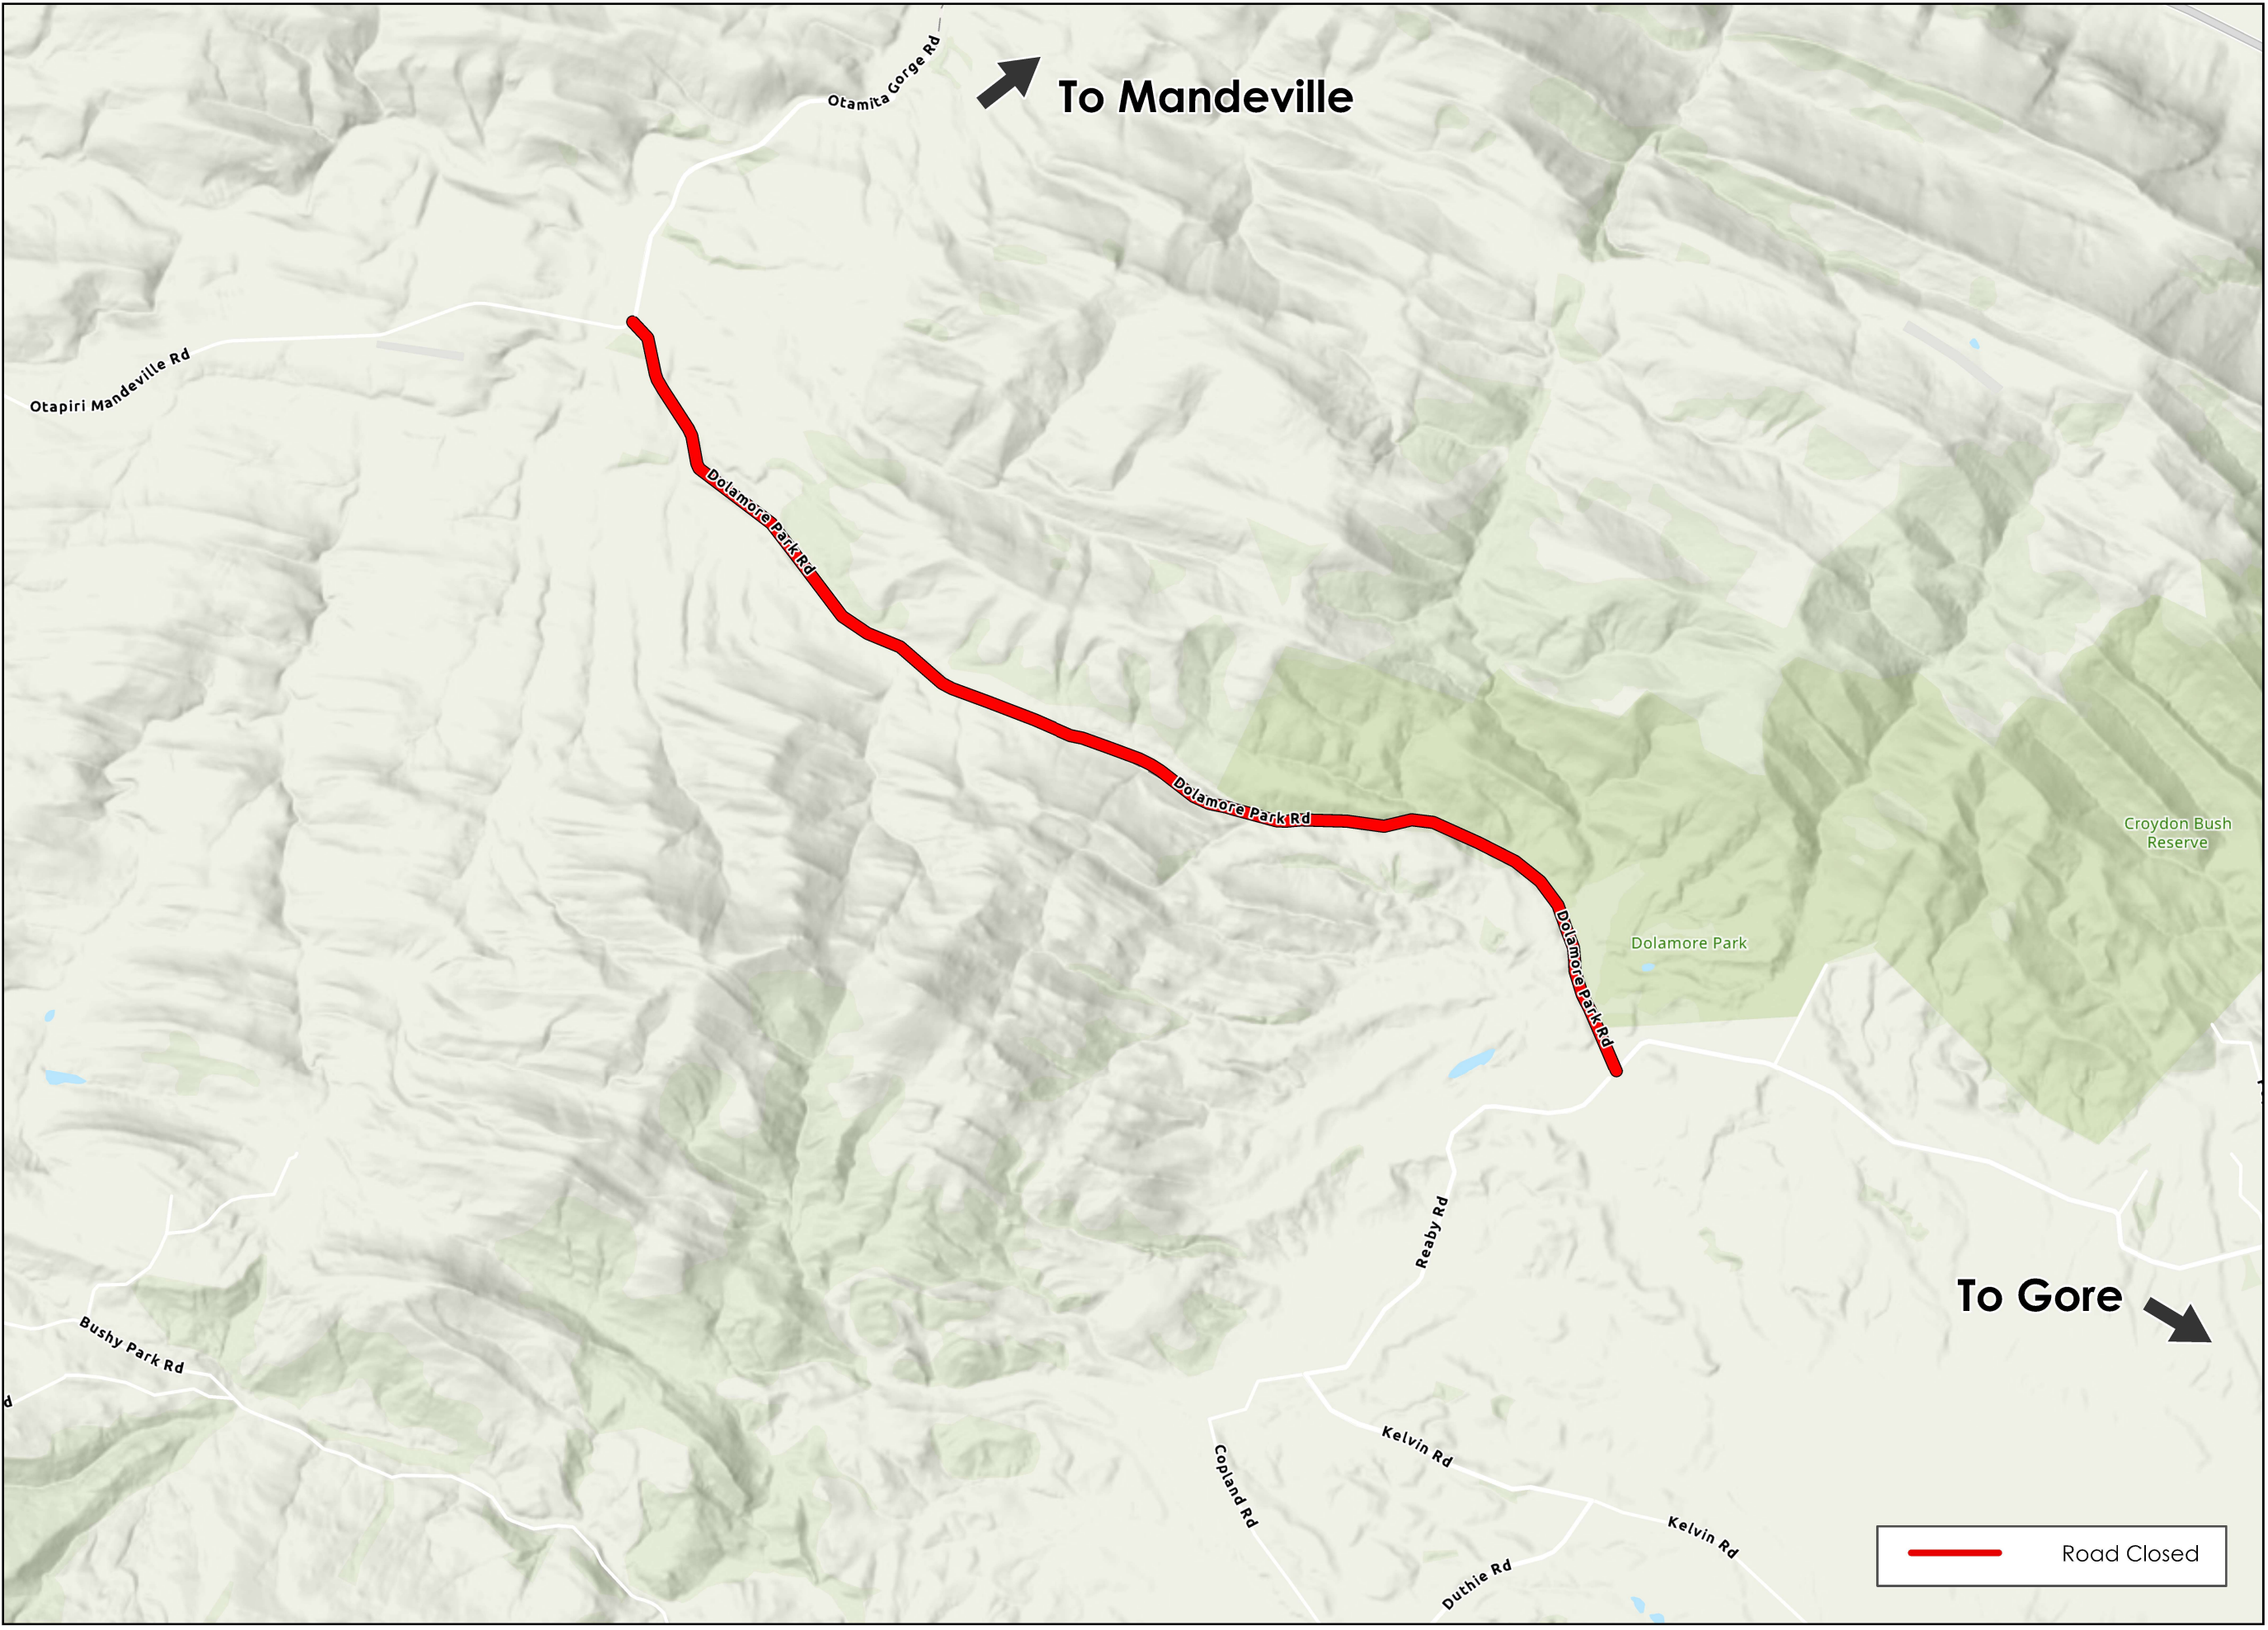 Otamita Gorge Rd
To Mandeville
Otapiri Mandeville Rd
Dolamore Park Rd
Dolamore Park Rd
Croydon Bush
Reserve
Dolamore Park Rd
Dolamore Park
Reaby Rd
To Gore
Bushy Park Rd
d
Kelvin Rd
Copland Rd
Kelvin Rd
Duthie Rd
Road Closed